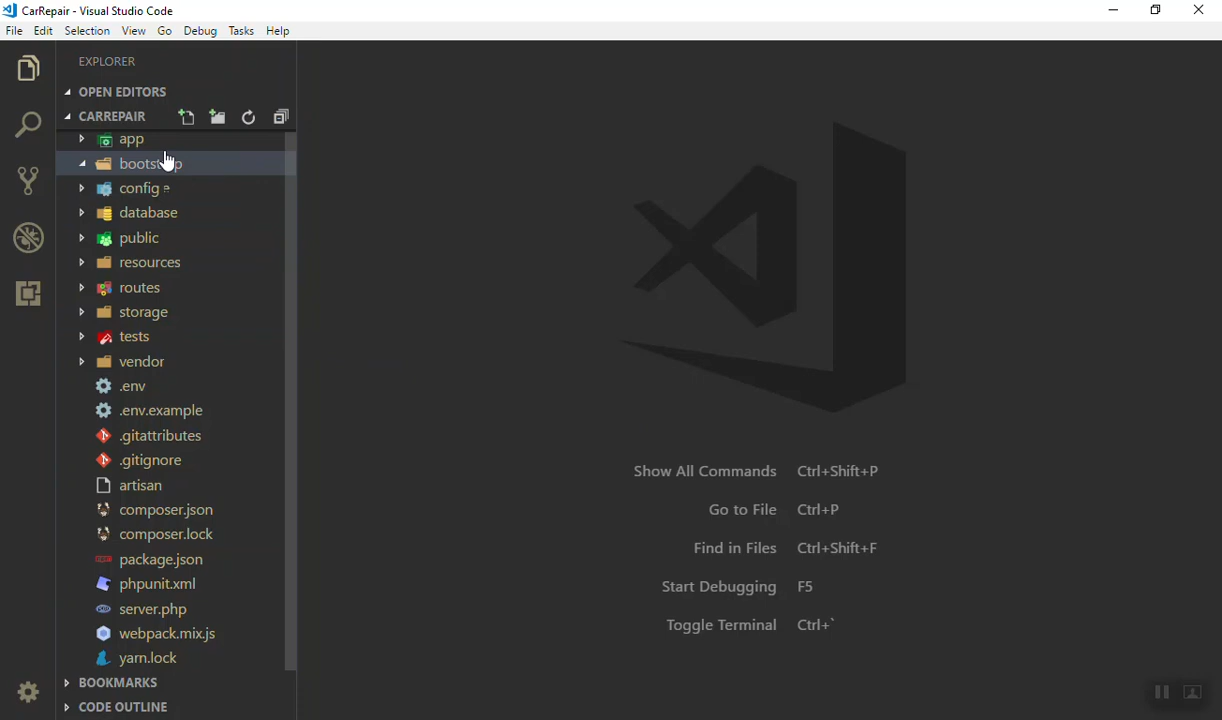 CarRepair - Visual Studio Code
File Edit Selection View Go Debug Tasks Help
EXPLORER
OPEN EDITORS
CARREPAIR
app
config
database
public
resources
routes
storage
tests
vendor
.env
.env.example
.gitattributes
.gitignore
artisan
composer.json
composer.lock
package.json
phpunit.xml
server.php
webpack.mix.js
yarn.lock
BOOKMARKS
CODE OUTLINE
Show All Commands Ctrl+Shift+P
Go to File Ctrl+P
Find in Files Ctrl+Shift+F
Start Debugging F5
Toggle Terminal Ctrl+`